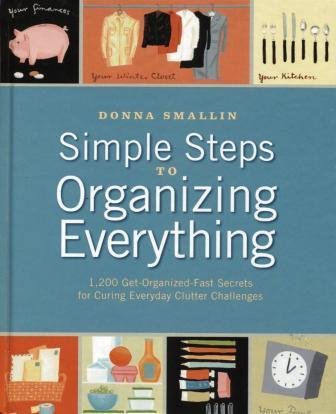 Your Finances
Your Winter Closet
Your Kitchen
DONNA SMALLIN
Simple Steps
TO
Organizing
Everything
1,200 Get-Organized-Fast Secrets
for Curing Everyday Clutter Challenges
Your